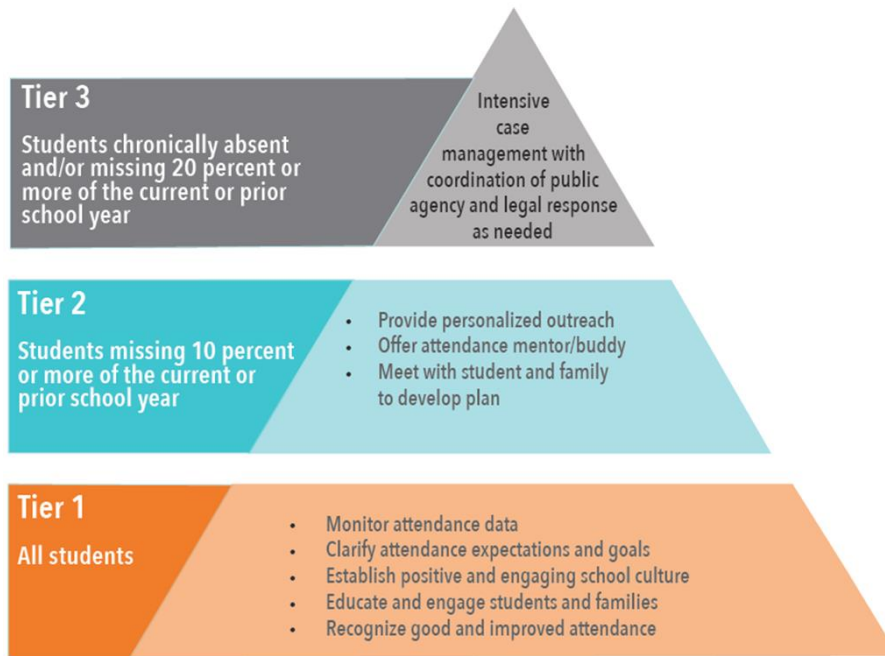 Tier 3
Students chronically absent
and/or missing 20 percent or
more of the current or prior
school year
Intensive
case
management with
coordination of public
agency and legal response
as needed
Tier 2
Students missing 10 percent
or more of the current or
prior school year
• Provide personalized outreach
• Offer attendance mentor/buddy
• Meet with student and family
to develop plan
Tier 1
All students
• Monitor attendance data
• Clarify attendance expectations and goals
• Establish positive and engaging school culture
• Educate and engage students and families
• Recognize good and improved attendance